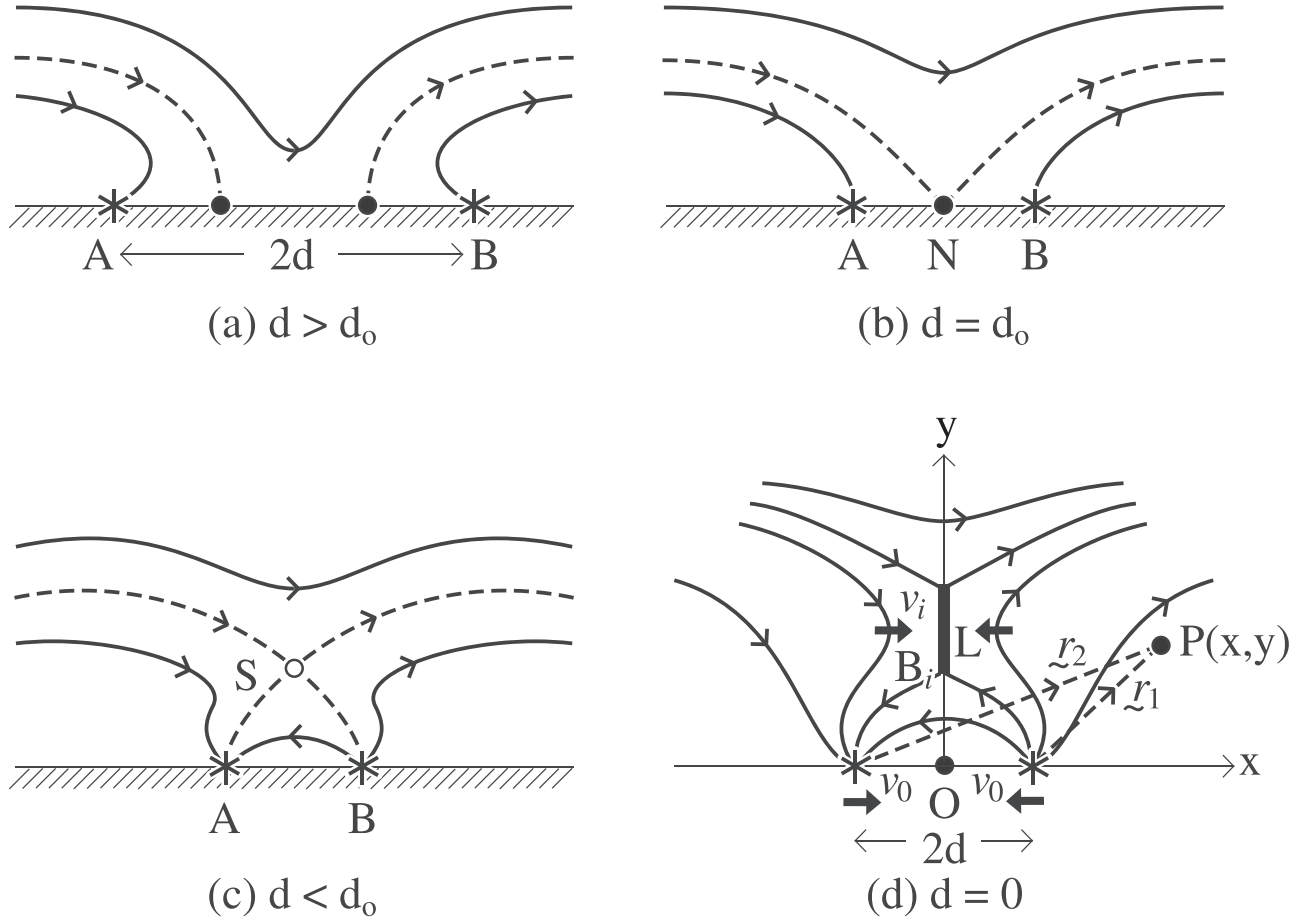 A 2d B
(a) d > dₒ
A N B
(b) d = dₒ
S
A B
(c) d < dₒ
y
vᵢ
L
Bᵢ
r₂
P(x,y)
r₁
x
v₀ O v₀
2d
(d) d = 0